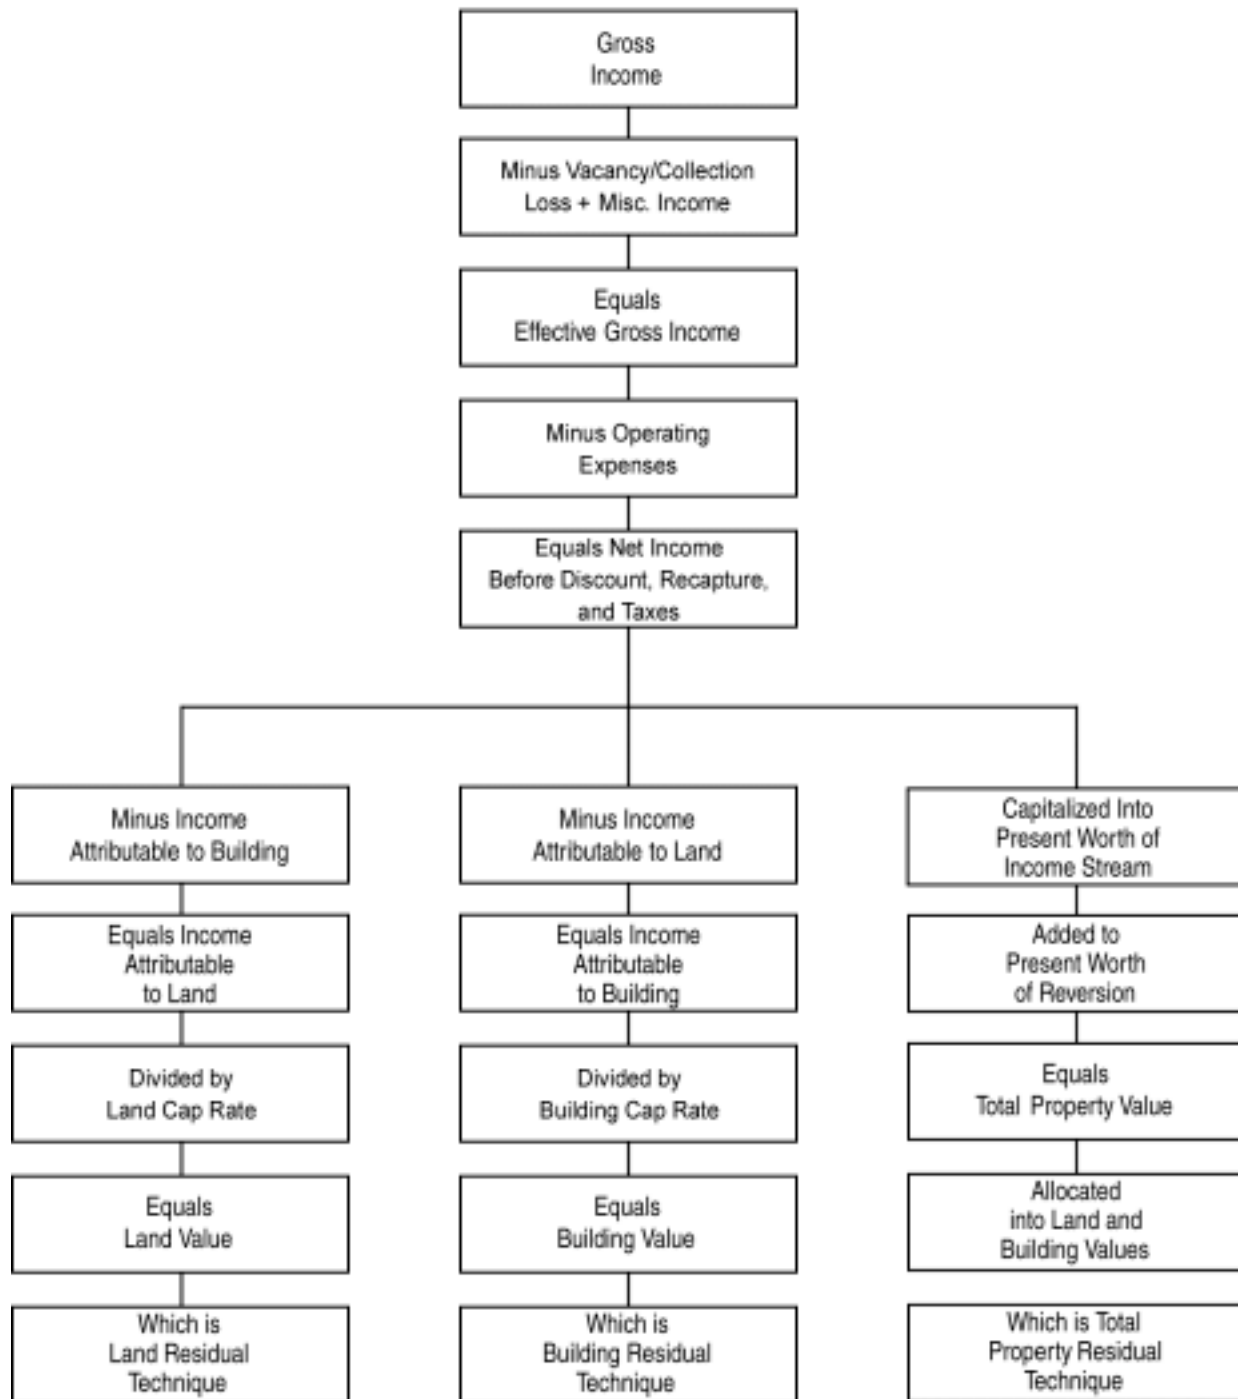 Gross
Income
Minus Vacancy/Collection
Loss + Misc. Income
Equals
Effective Gross Income
Minus Operating
Expenses
Equals Net Income
Before Discount, Recapture,
and Taxes
Minus Income
Attributable to Building
Equals Income
Attributable
to Land
Divided by
Land Cap Rate
Equals
Land Value
Which is
Land Residual
Technique
Minus Income
Attributable to Land
Equals Income
Attributable
to Building
Divided by
Building Cap Rate
Equals
Building Value
Which is
Building Residual
Technique
Capitalized Into
Present Worth of
Income Stream
Added to
Present Worth
of Reversion
Equals
Total Property Value
Allocated
into Land and
Building Values
Which is Total
Property Residual
Technique